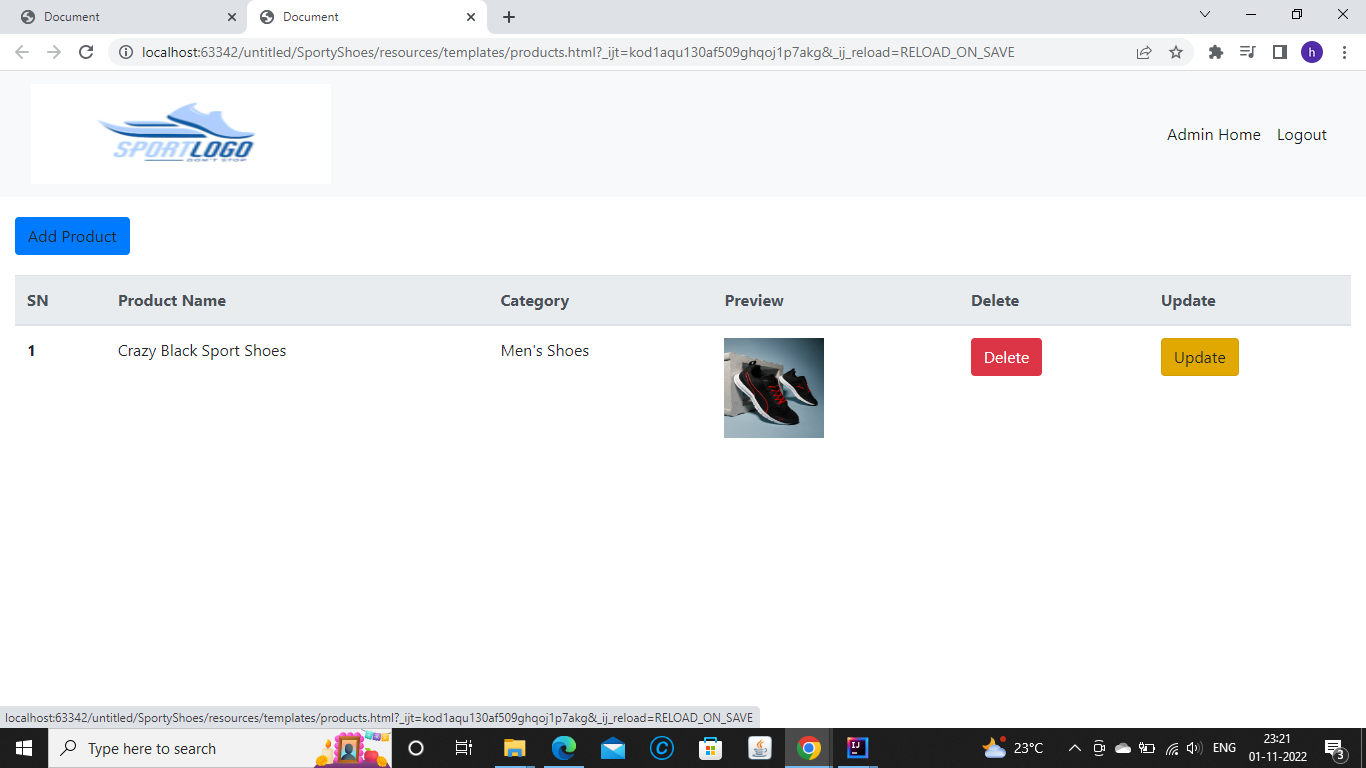 Document
Document
localhost:63342/untitled/SportyShoes/resources/templates/products.html?_ijt=kod1aqu130af509ghqoj1p7akg&_ij_reload=RELOAD_ON_SAVE
h
SPORTLOGO
DON'T STOP
Admin Home Logout
Add Product
SN Product Name Category Preview Delete Update
1 Crazy Black Sport Shoes Men's Shoes Delete Update
localhost:63342/untitled/SportyShoes/resources/templates/products.html?_ijt=kod1aqu130af509ghqoj1p7akg&_ij_reload=RELOAD_ON_SAVE
Type here to search
23°C
ENG
23:21
01-11-2022
3